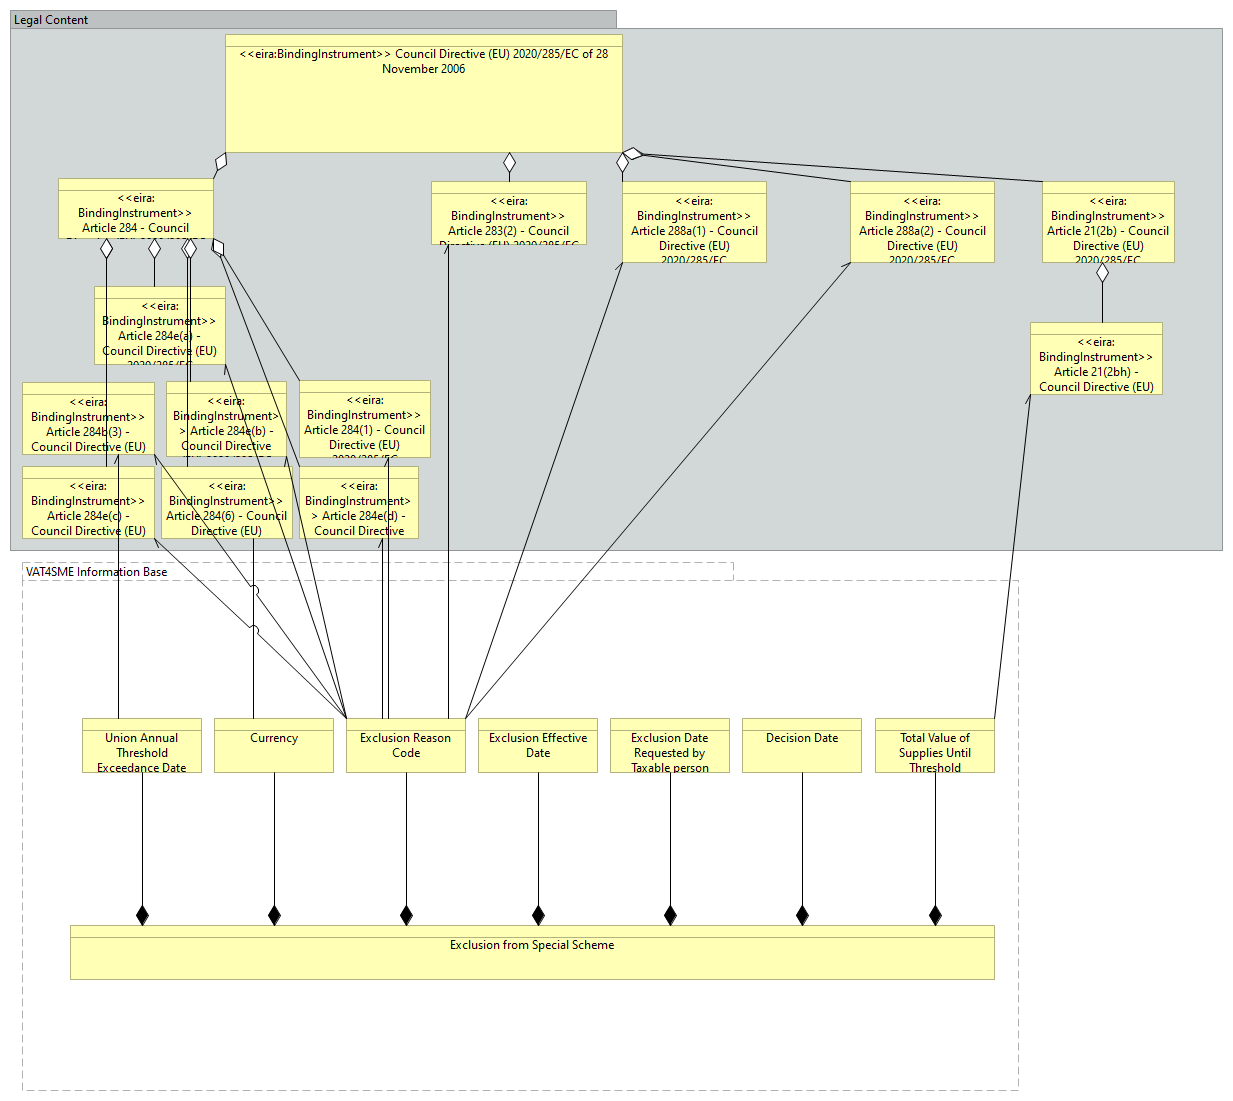 Legal Content
<<eira:BindingInstrument>> Council Directive (EU) 2020/285/EC of 28
November 2006
<<eira:
BindingInstrument>>
Article 284 - Council
<<eira:
BindingInstrument>>
Article 283(2) - Council
Directive (EU) 2020/285/EC
<<eira:
BindingInstrument>>
Article 288a(1) - Council
Directive (EU)
2020/285/EC
<<eira:
BindingInstrument>>
Article 288a(2) - Council
Directive (EU)
2020/285/EC
<<eira:
BindingInstrument>>
Article 21(2b) - Council
Directive (EU)
2020/285/EC
<<eira:
BindingInstrument>>
Article 284e(a) -
Council Directive (EU)
2020/285/EC
<<eira:
BindingInstrument>>
Article 21(2bh) -
Council Directive (EU)
<<eira:
BindingInstrument>>
Article 284b(3) -
Council Directive (EU)
<<eira:
BindingInstrument>
> Article 284e(b) -
Council Directive
<<eira:
BindingInstrument>>
Article 284(1) - Council
Directive (EU)
2020/285/EC
<<eira:
BindingInstrument>>
Article 284e(c) -
Council Directive (EU)
<<eira:
BindingInstrument>>
Article 284(6) - Council
Directive (EU)
<<eira:
BindingInstrument>
> Article 284e(d) -
Council Directive
VAT4SME Information Base
Union Annual
Threshold
Exceedance Date
Currency
Exclusion Reason
Code
Exclusion Effective
Date
Exclusion Date
Requested by
Taxable person
Decision Date
Total Value of
Supplies Until
Threshold
Exclusion from Special Scheme